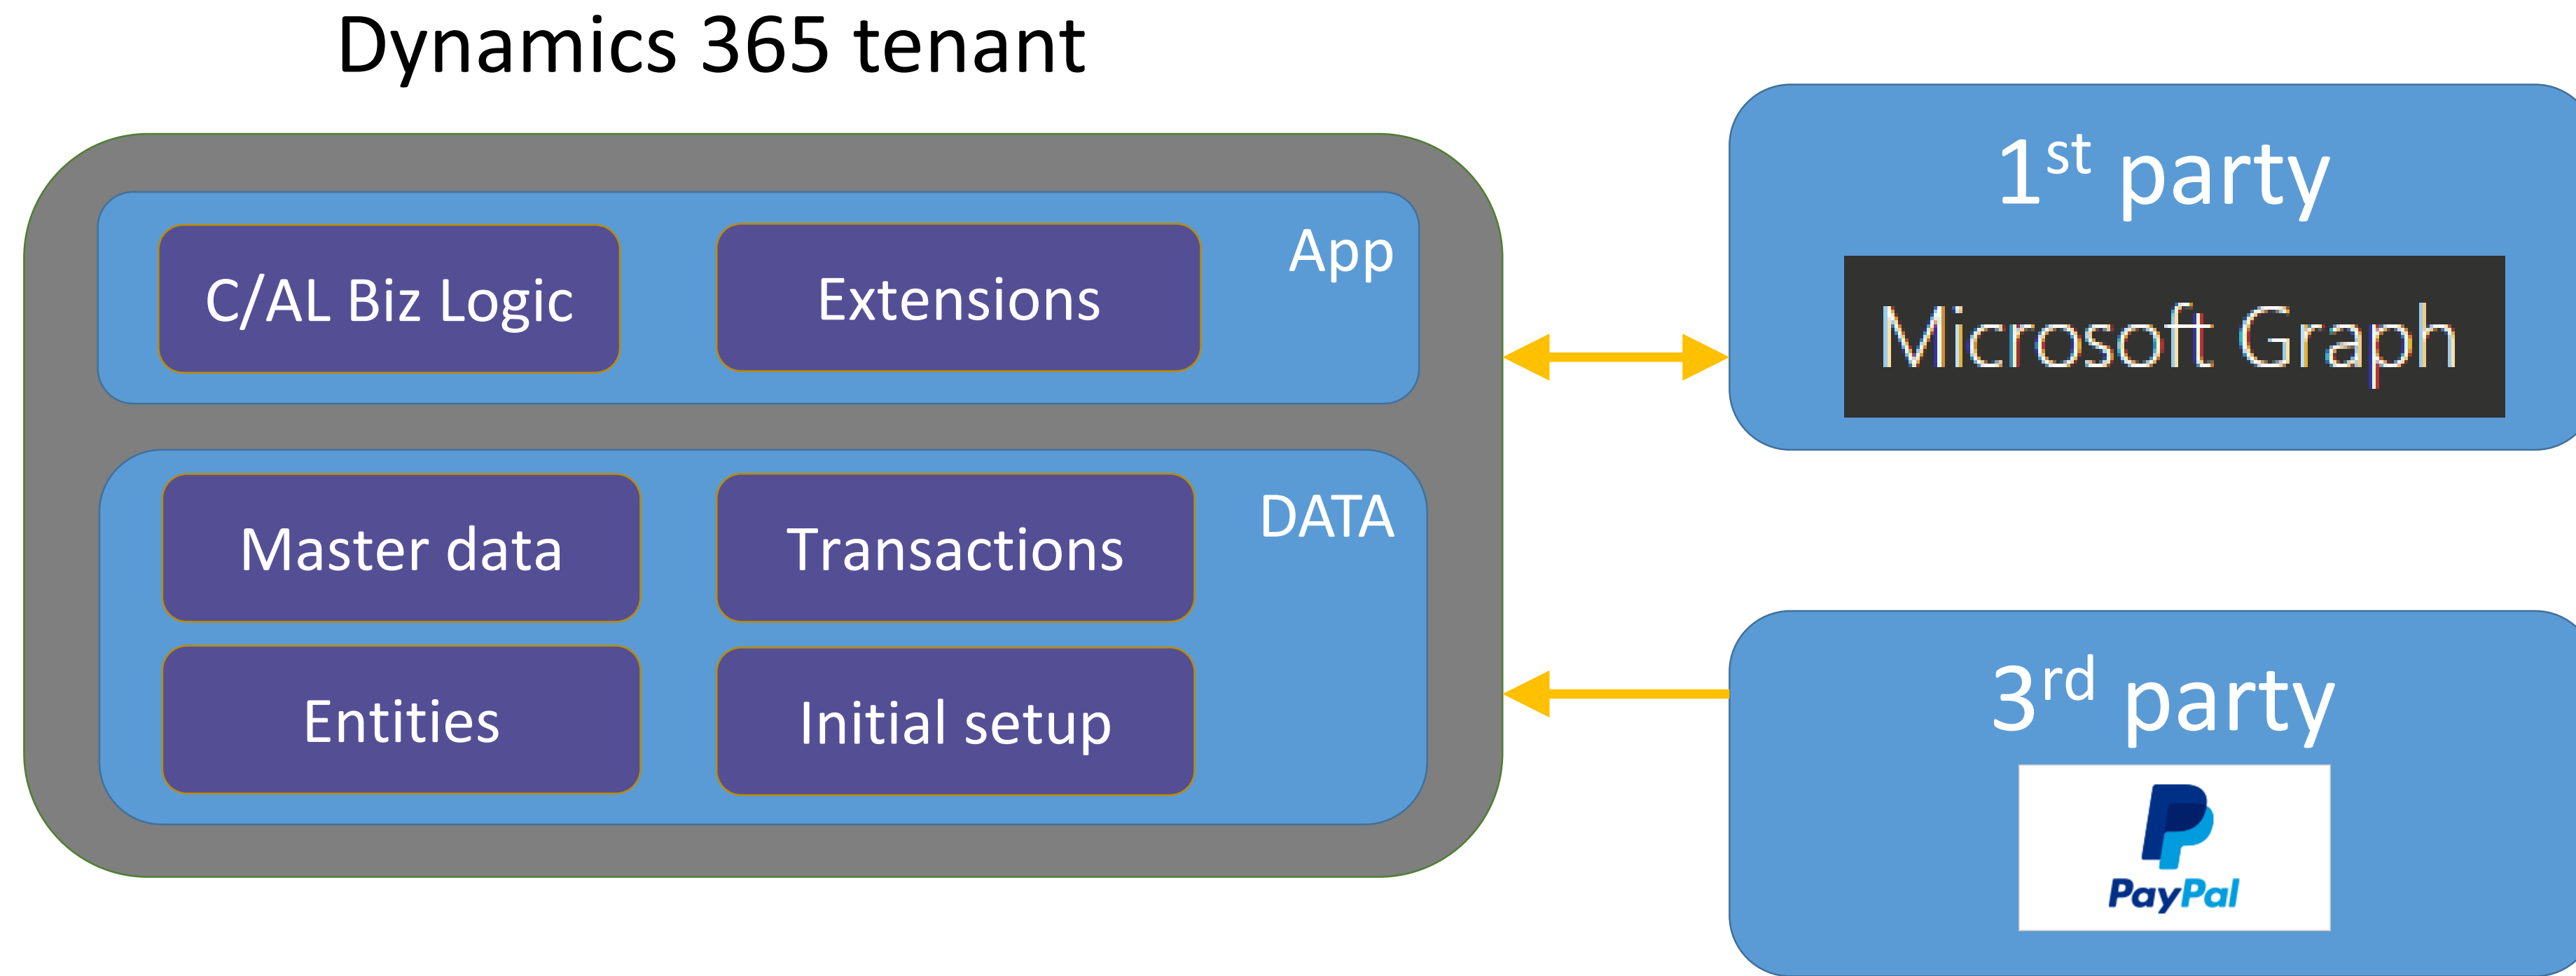 Dynamics 365 tenant
App
C/AL Biz Logic
Extensions
DATA
Master data
Transactions
Entities
Initial setup
1st party
Microsoft Graph
3rd party
PayPal